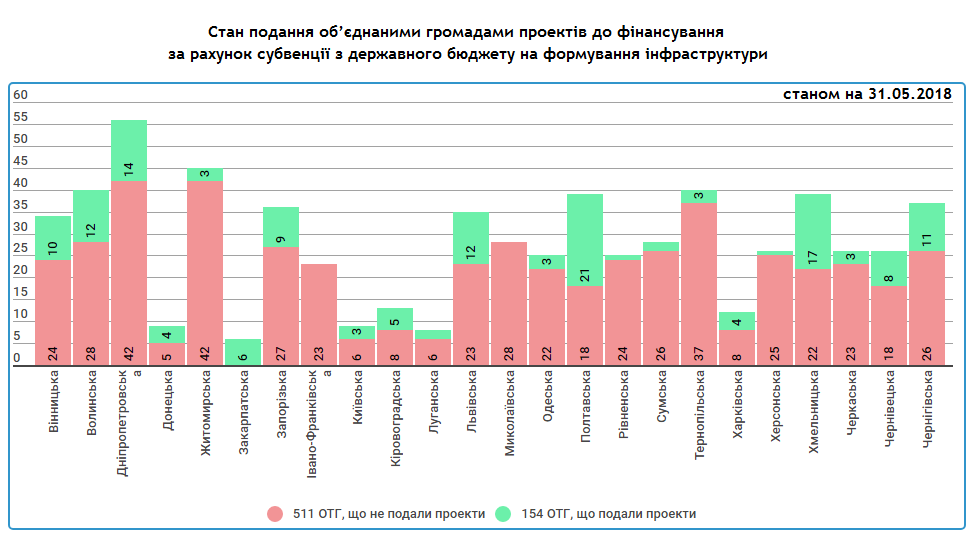 Стан подання об’єднаними громадами проектів до фінансування
за рахунок субвенції з державного бюджету на формування інфраструктури
станом на 31.05.2018
60
55
50
45
40
35
30
25
20
15
10
5
0
10
12
14
4
3
6
9
3
5
12
3
21
3
4
17
3
8
11
24
28
42
5
42
27
23
6
8
6
23
28
22
18
24
26
37
8
25
22
23
18
26
Вінницька
Волинська
Дніпропетровськ
а
Донецька
Житомирська
Закарпатська
Запорізька
Івано-Франківськ
а
Київська
Кіровоградська
Луганська
Львівська
Миколаївська
Одеська
Полтавська
Рівненська
Сумська
Тернопільська
Харківська
Херсонська
Хмельницька
Черкаська
Чернівецька
Чернігівська
511 ОТГ, що не подали проекти
154 ОТГ, що подали проекти